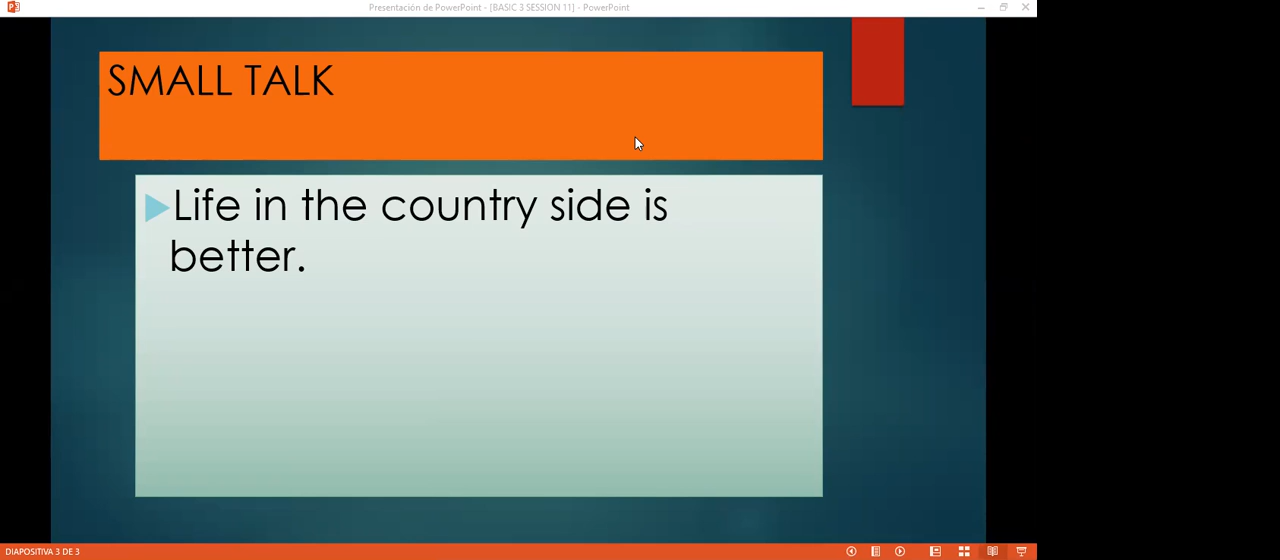 Presentación de PowerPoint - [BASIC 3 SESSION 11] - PowerPoint
SMALL TALK
Life in the country side is
better.
DIAPOSITIVA 3 DE 3